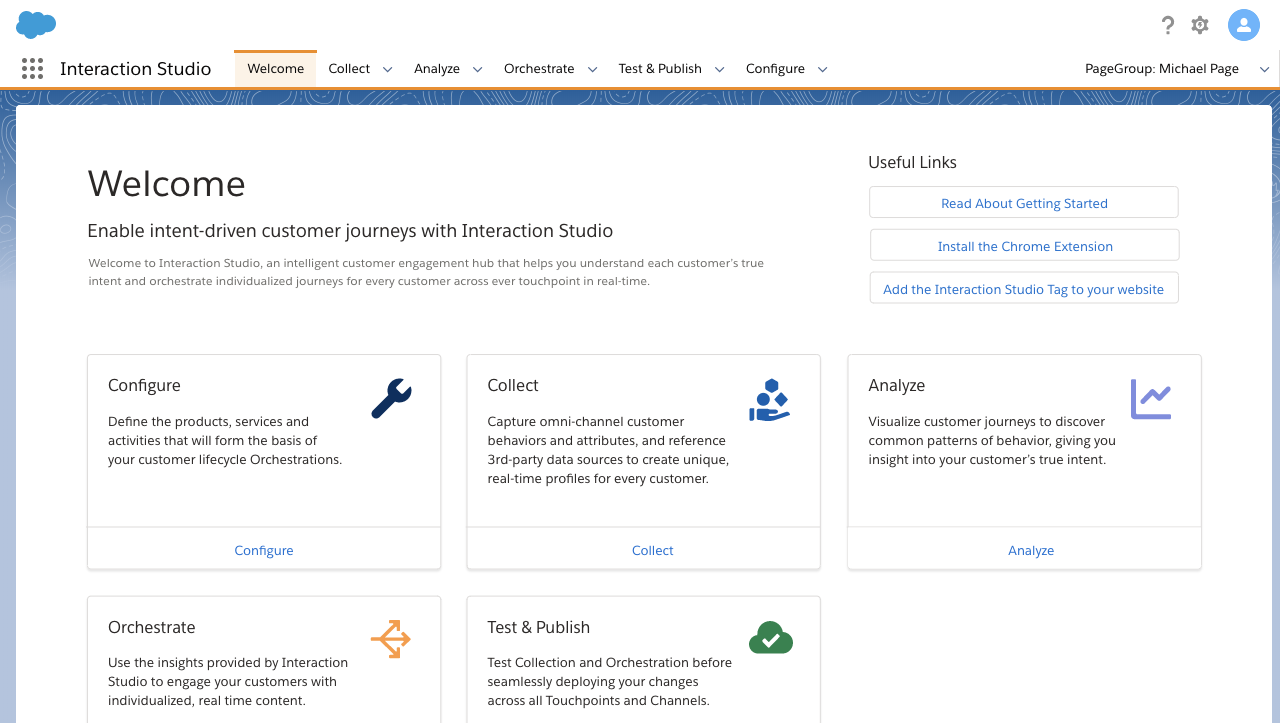 Interaction Studio
Welcome
Collect
Analyze
Orchestrate
Test & Publish
Configure
PageGroup: Michael Page
Welcome
Enable intent-driven customer journeys with Interaction Studio
Welcome to Interaction Studio, an intelligent customer engagement hub that helps you understand each customer's true
intent and orchestrate individualized journeys for every customer across ever touchpoint in real-time.
Useful Links
Read About Getting Started
Install the Chrome Extension
Add the Interaction Studio Tag to your website
Configure
Define the products, services and
activities that will form the basis of
your customer lifecycle Orchestrations.
Configure
Collect
Capture omni-channel customer
behaviors and attributes, and reference
3rd-party data sources to create unique,
real-time profiles for every customer.
Collect
Analyze
Visualize customer journeys to discover
common patterns of behavior, giving you
insight into your customer's true intent.
Analyze
Orchestrate
Use the insights provided by Interaction
Studio to engage your customers with
individualized, real time content.
Test & Publish
Test Collection and Orchestration before
seamlessly deploying your changes
across all Touchpoints and Channels.